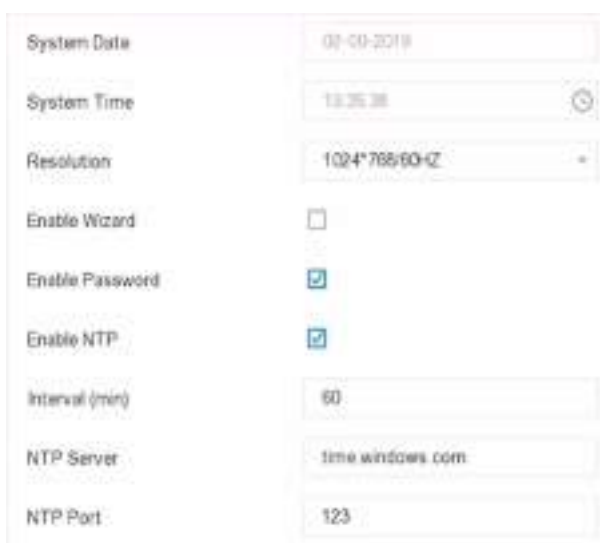 System Date
System Time
Resolution 1024*768/60HZ
Enable Wizard
Enable Password
Enable NTP
Interval (min) 60
NTP Server time.windows.com
NTP Port 123